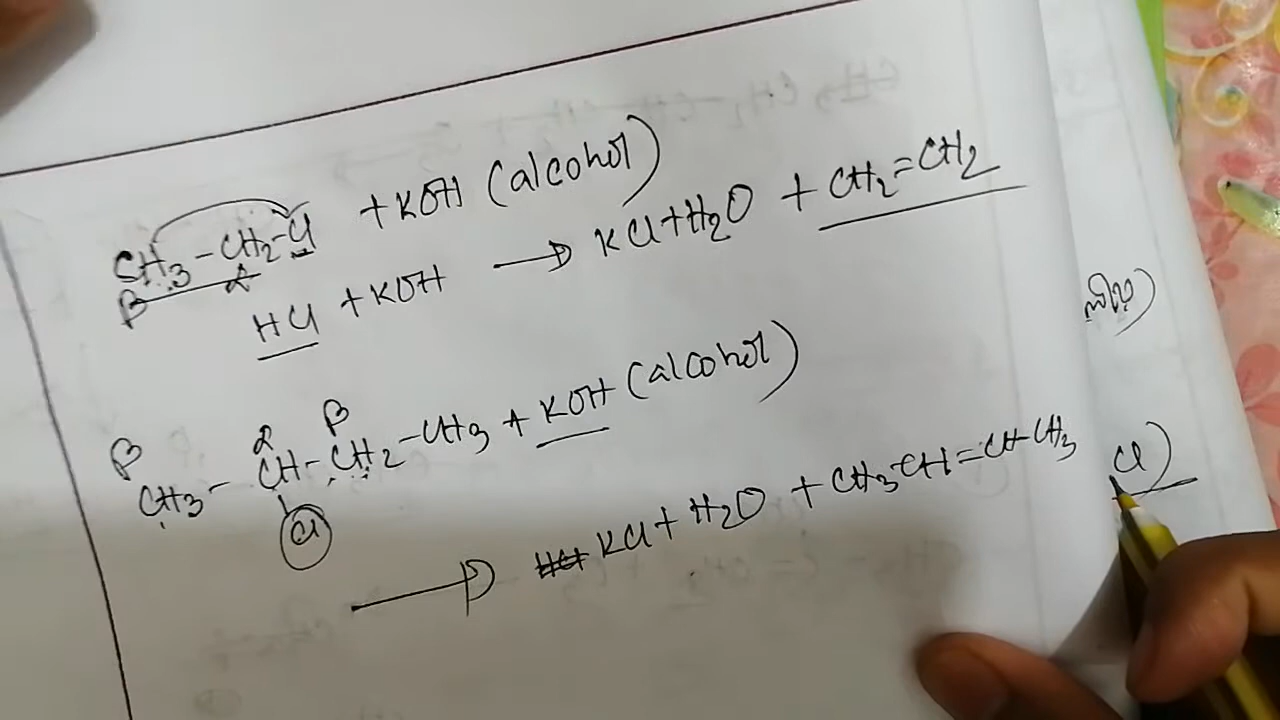 CH3-CH2-Cl + KOH (alcohol)
β α
HCl + KOH → KCl + H2O + CH2=CH2
β α β
CH3-CH-CH2-CH3 + KOH (alcohol)
Cl
→ KCl + H2O + CH3-CH=CH-CH3
Cl)